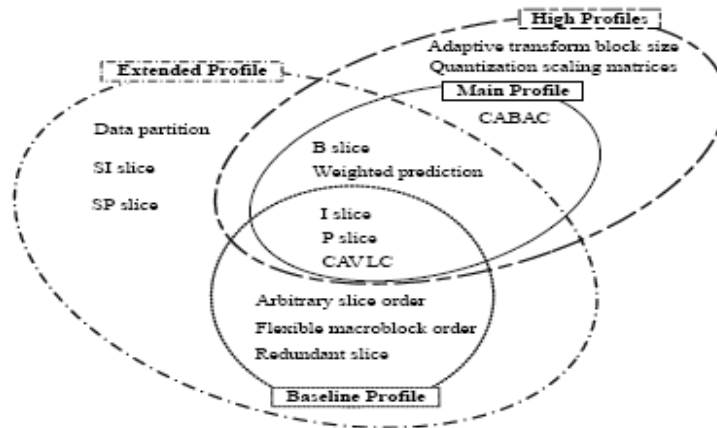 High Profiles
Adaptive transform block size
Quantization scaling matrices
Extended Profile
Main Profile
CABAC
Data partition
B slice
SI slice
Weighted prediction
SP slice
I slice
P slice
CAVLC
Arbitrary slice order
Flexible macroblock order
Redundant slice
Baseline Profile